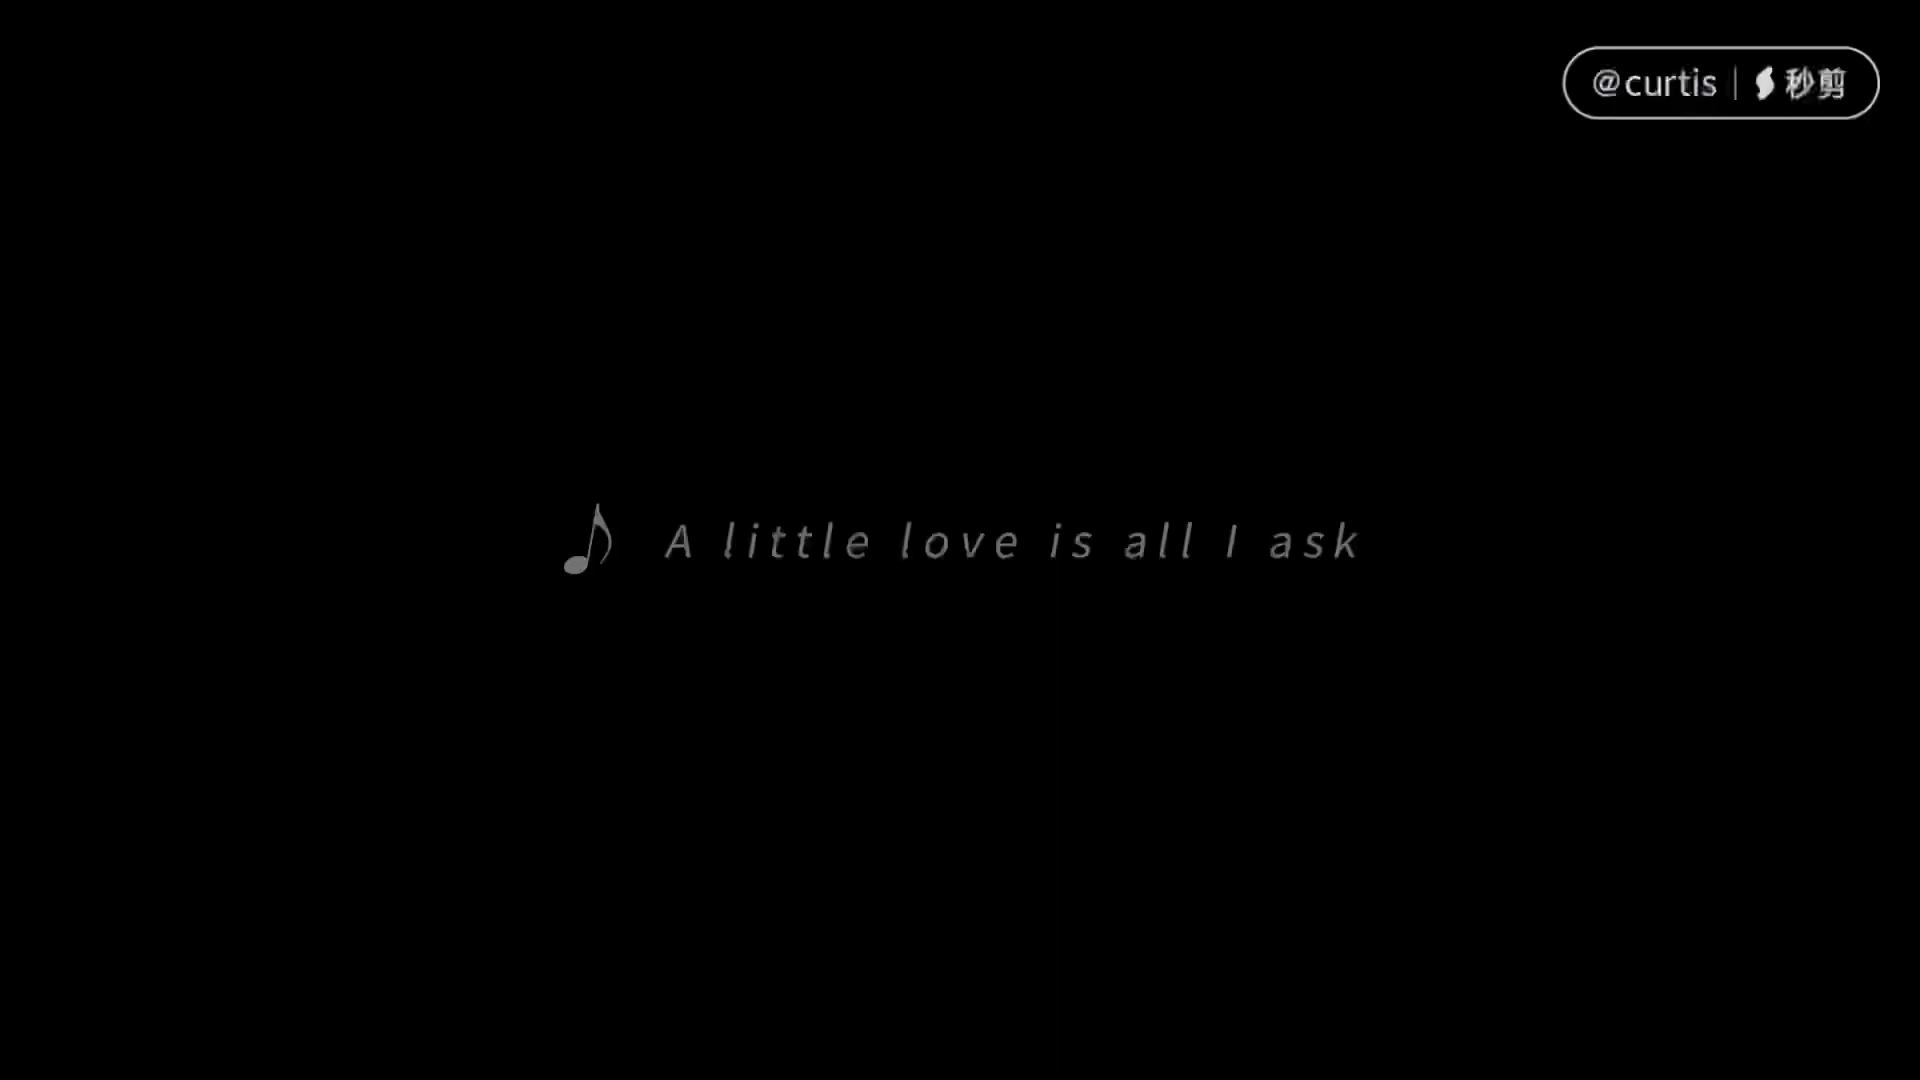 @curtis | 秒剪
♪ A little love is all I ask